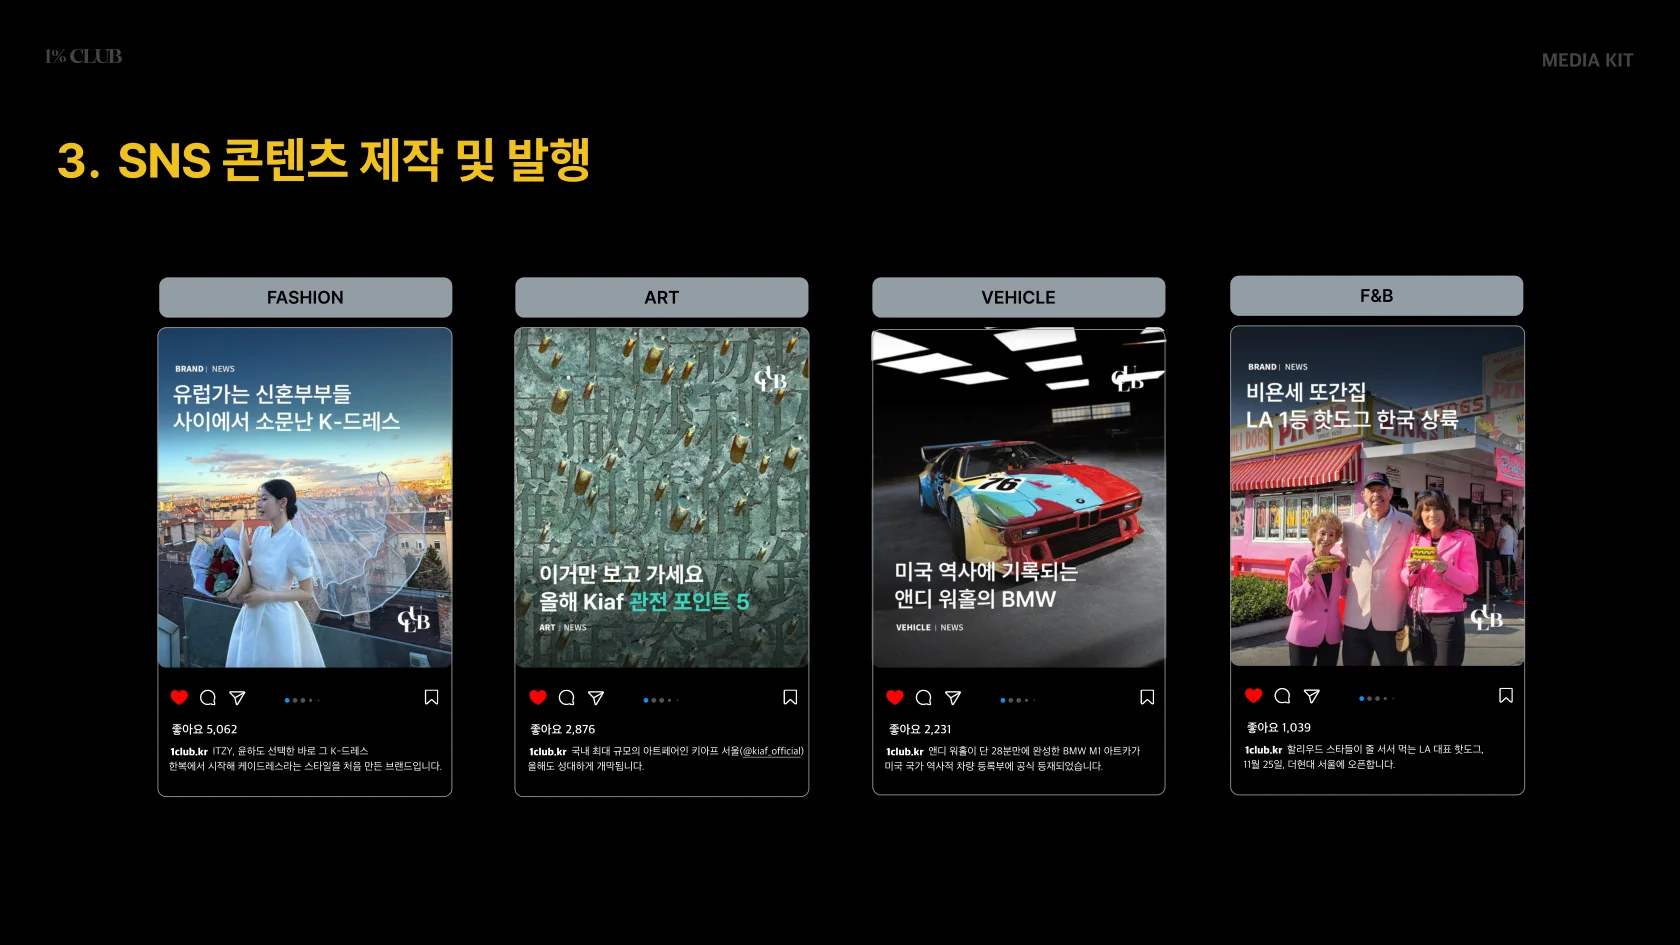 1% CLUB
MEDIA KIT
3. SNS 콘텐츠 제작 및 발행
FASHION
BRAND | NEWS
유럽가는 신혼부부들
사이에서 소문난 K-드레스
CLUB
좋아요 5,062
1club.kr ITZY, 윤하도 선택한 바로 그 K-드레스
한복에서 시작해 케이드레스라는 스타일을 처음 만든 브랜드입니다.
ART
CLUB
이거만 보고 가세요
올해 Kiaf 관전 포인트 5
ART | NEWS
좋아요 2,876
1club.kr 국내 최대 규모의 아트페어인 키아프 서울(@kiaf_official)
올해도 성대하게 개막됩니다.
VEHICLE
CLUB
76
미국 역사에 기록되는
앤디 워홀의 BMW
VEHICLE | NEWS
좋아요 2,231
1club.kr 앤디 워홀이 단 28분만에 완성한 BMW M1 아트카가
미국 국가 역사적 차량 등록부에 공식 등재되었습니다.
F&B
BRAND | NEWS
비욘세 또간집
LA 1등 핫도그 한국 상륙
CLUB
좋아요 1,039
1club.kr 할리우드 스타들이 줄 서서 먹는 LA 대표 핫도그,
11월 25일, 더현대 서울에 오픈합니다.